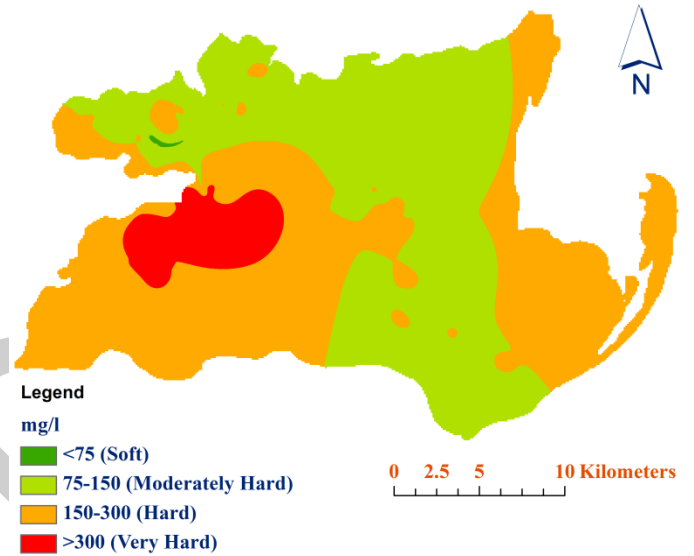 N
Legend
mg/l
<75 (Soft)
75-150 (Moderately Hard)
150-300 (Hard)
>300 (Very Hard)
0 2.5 5 10 Kilometers